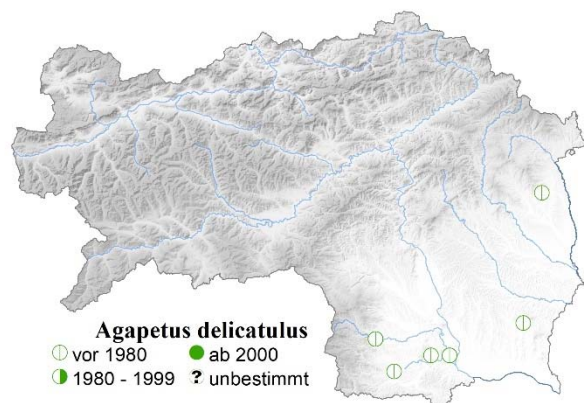 Agapetus delicatulus
vor 1980 ab 2000
1980 - 1999 ? unbestimmt